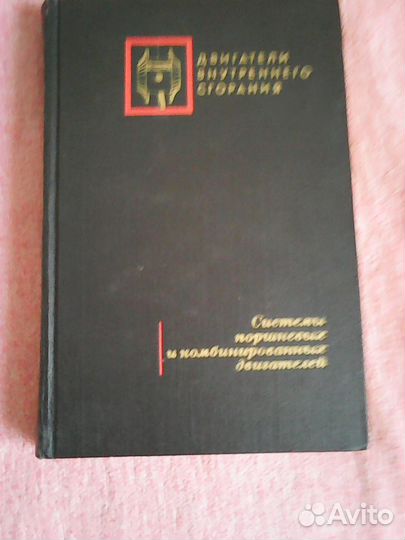 ДВИГАТЕЛИ
ВНУТРЕННЕГО
СГОРАНИЯ
Системы
поршневых
и комбинированных
двигателей
Avito